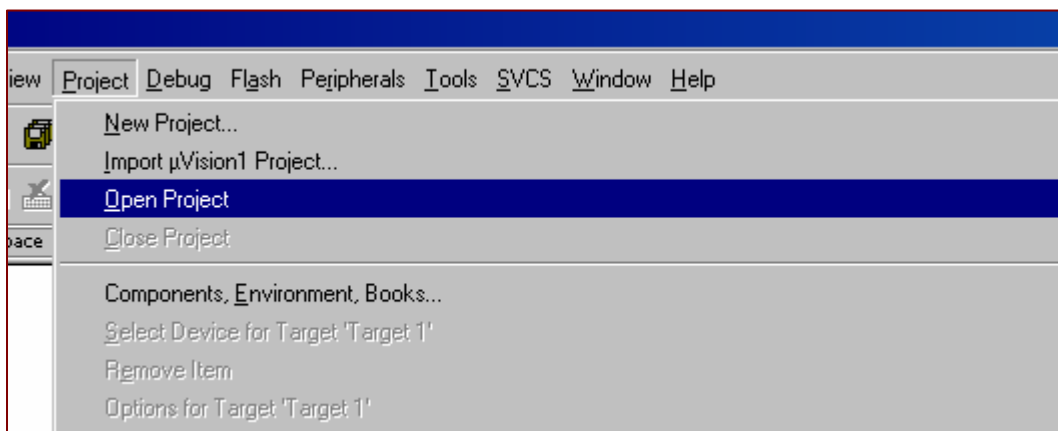 iew Project Debug Flash Peripherals Tools SVCS Window Help
New Project...
Import µVision1 Project...
Open Project
Close Project
pace
Components, Environment, Books...
Select Device for Target 'Target 1'
Remove Item
Options for Target 'Target 1'